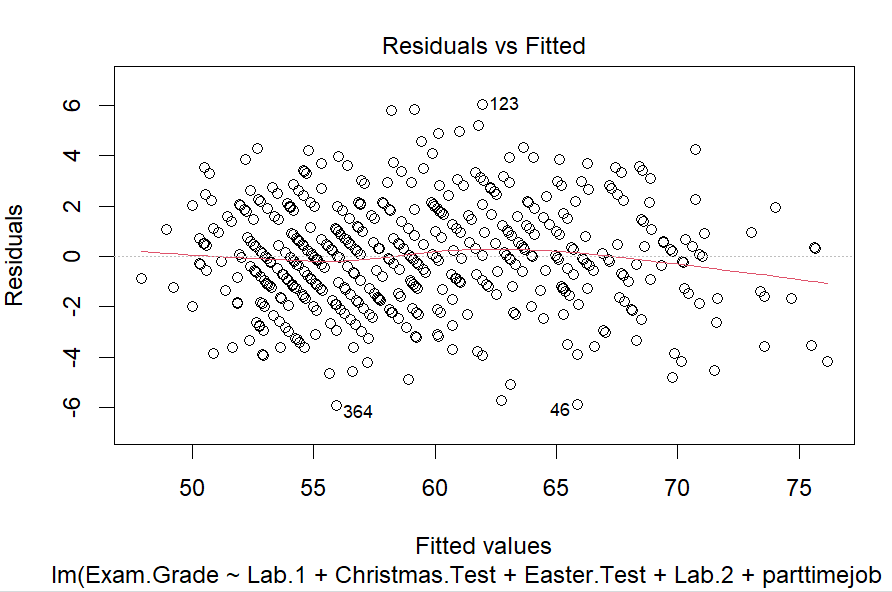 Residuals vs Fitted
Residuals
6
4
2
0
-2
-4
-6
123
364
46
50 55 60 65 70 75
Fitted values
lm(Exam.Grade ~ Lab.1 + Christmas.Test + Easter.Test + Lab.2 + parttimejob